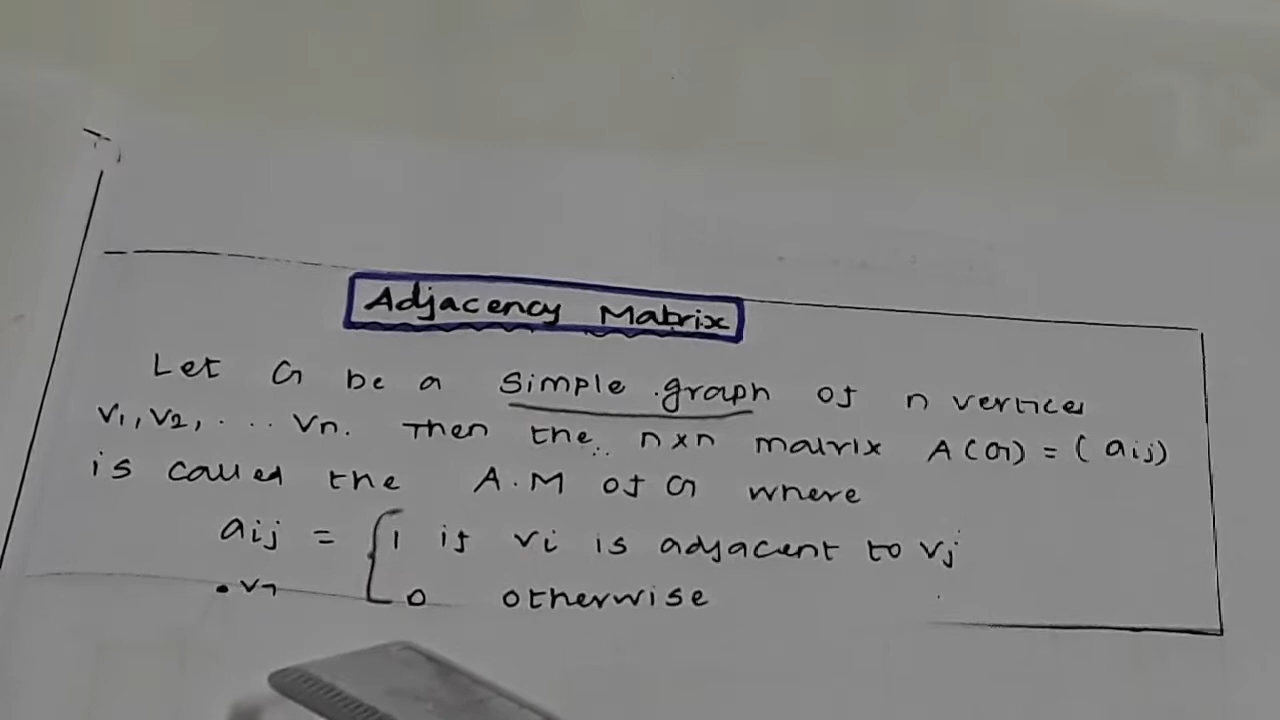 Adjacency Matrix
Let G be a simple graph of n vertices
v1, v2, . ... vn. Then the n×n matrix A(G) = (aij)
is called the A.M of G where
aij = { 1 if vi is adjacent to vj
0 otherwise